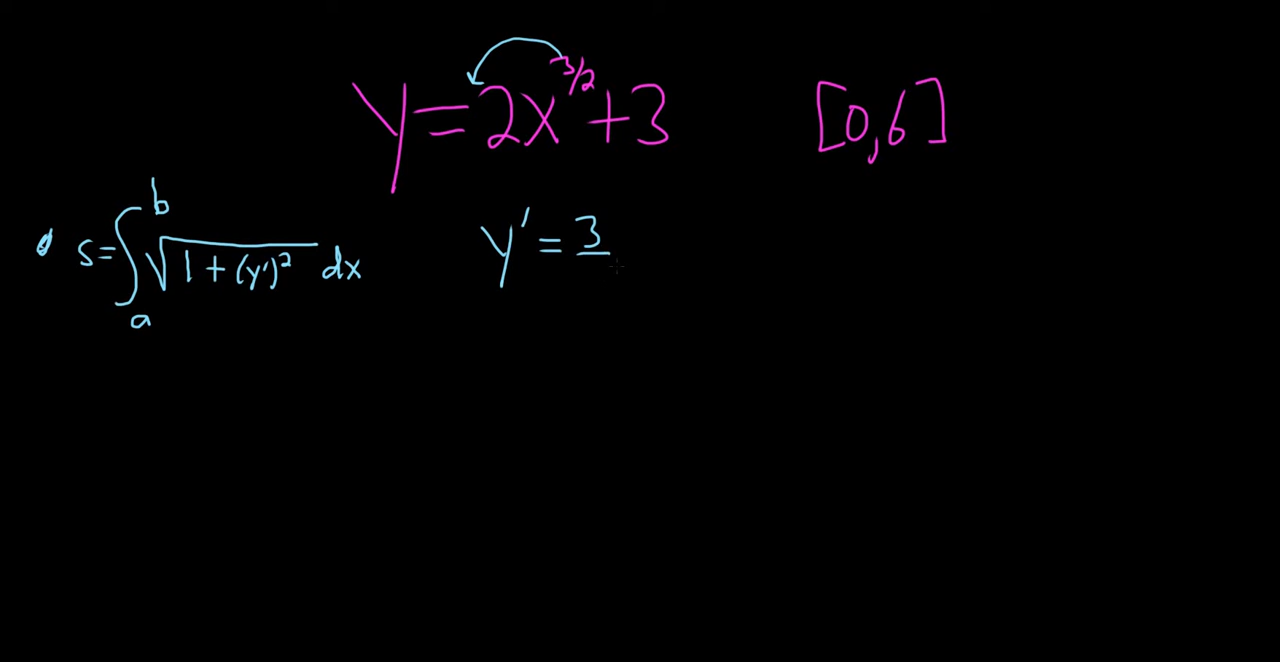 y = 2x^{3/2} + 3 [0,6]
s = ∫_a^b √(1 + (y')²) dx y' = 3/